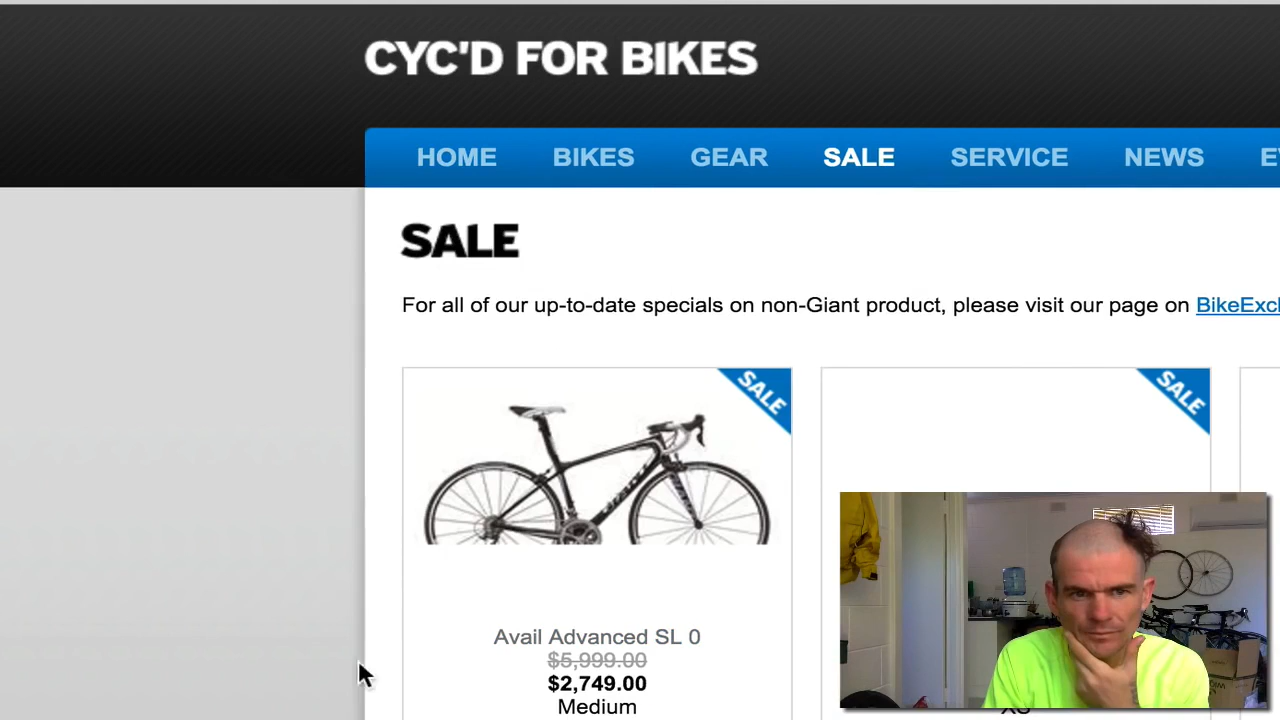 CYC'D FOR BIKES
HOME BIKES GEAR SALE SERVICE NEWS
SALE
For all of our up-to-date specials on non-Giant product, please visit our page on
SALE
SALE
GIANT
Avail Advanced SL 0
$5,999.00
$2,749.00
Medium